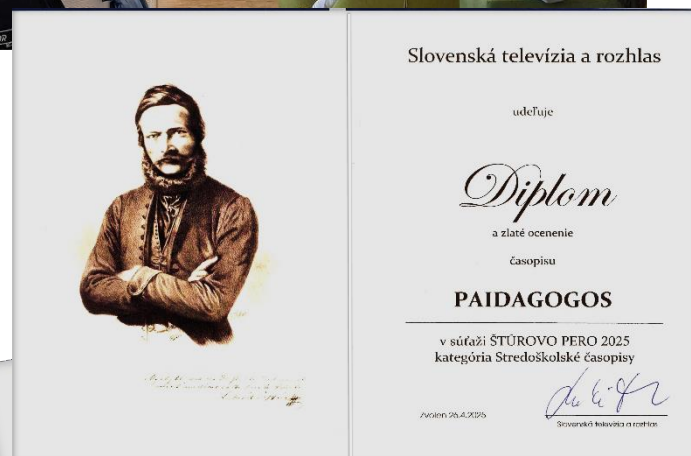 Slovenská televízia a rozhlas
udeľuje
Diplom
a zlaté ocenenie
časopisu
PAIDAGOGOS
v súťaži ŠTÚROVO PERO 2025
kategória Stredoškolské časopisy
Zvolen 26.4.2025
Slovenská televízia a rozhlas